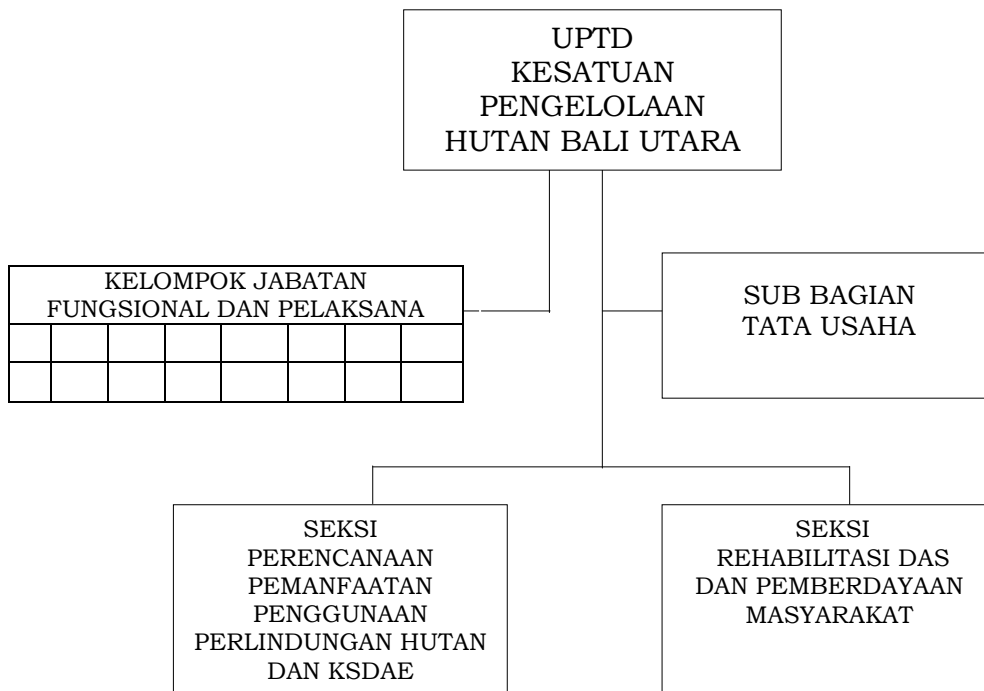 UPTD
KESATUAN
PENGELOLAAN
HUTAN BALI UTARA
KELOMPOK JABATAN
FUNGSIONAL DAN PELAKSANA
SUB BAGIAN
TATA USAHA
SEKSI
PERENCANAAN
PEMANFAATAN
PENGGUNAAN
PERLINDUNGAN HUTAN
DAN KSDAE
SEKSI
REHABILITASI DAS
DAN PEMBERDAYAAN
MASYARAKAT